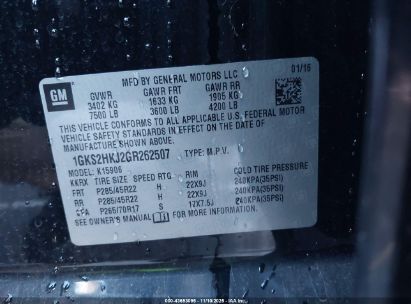 MFD BY GENERAL MOTORS LLC 01/16
GM GVWR GAWR FRT GAWR RR
3402 KG 1633 KG 1905 KG
7500 LB 3600 LB 4200 LB
THIS VEHICLE CONFORMS TO ALL APPLICABLE U.S. FEDERAL MOTOR
VEHICLE SAFETY STANDARDS IN EFFECT ON THE DATE OF
MANUFACTURE SHOWN ABOVE.
1GKS2HKJ2GR262507 TYPE: M.P.V.
K15906
TIRE SIZE SPEED RTG RIM COLD TIRE PRESSURE
FRT P285/45R22 H 22X9J 240KPA(35PSI)
RR P285/45R22 H 22X9J 240KPA(35PSI)
SPA P265/70R17 S 17X7.5J 240KPA(35PSI)
SEE OWNER'S MANUAL FOR MORE INFORMATION.